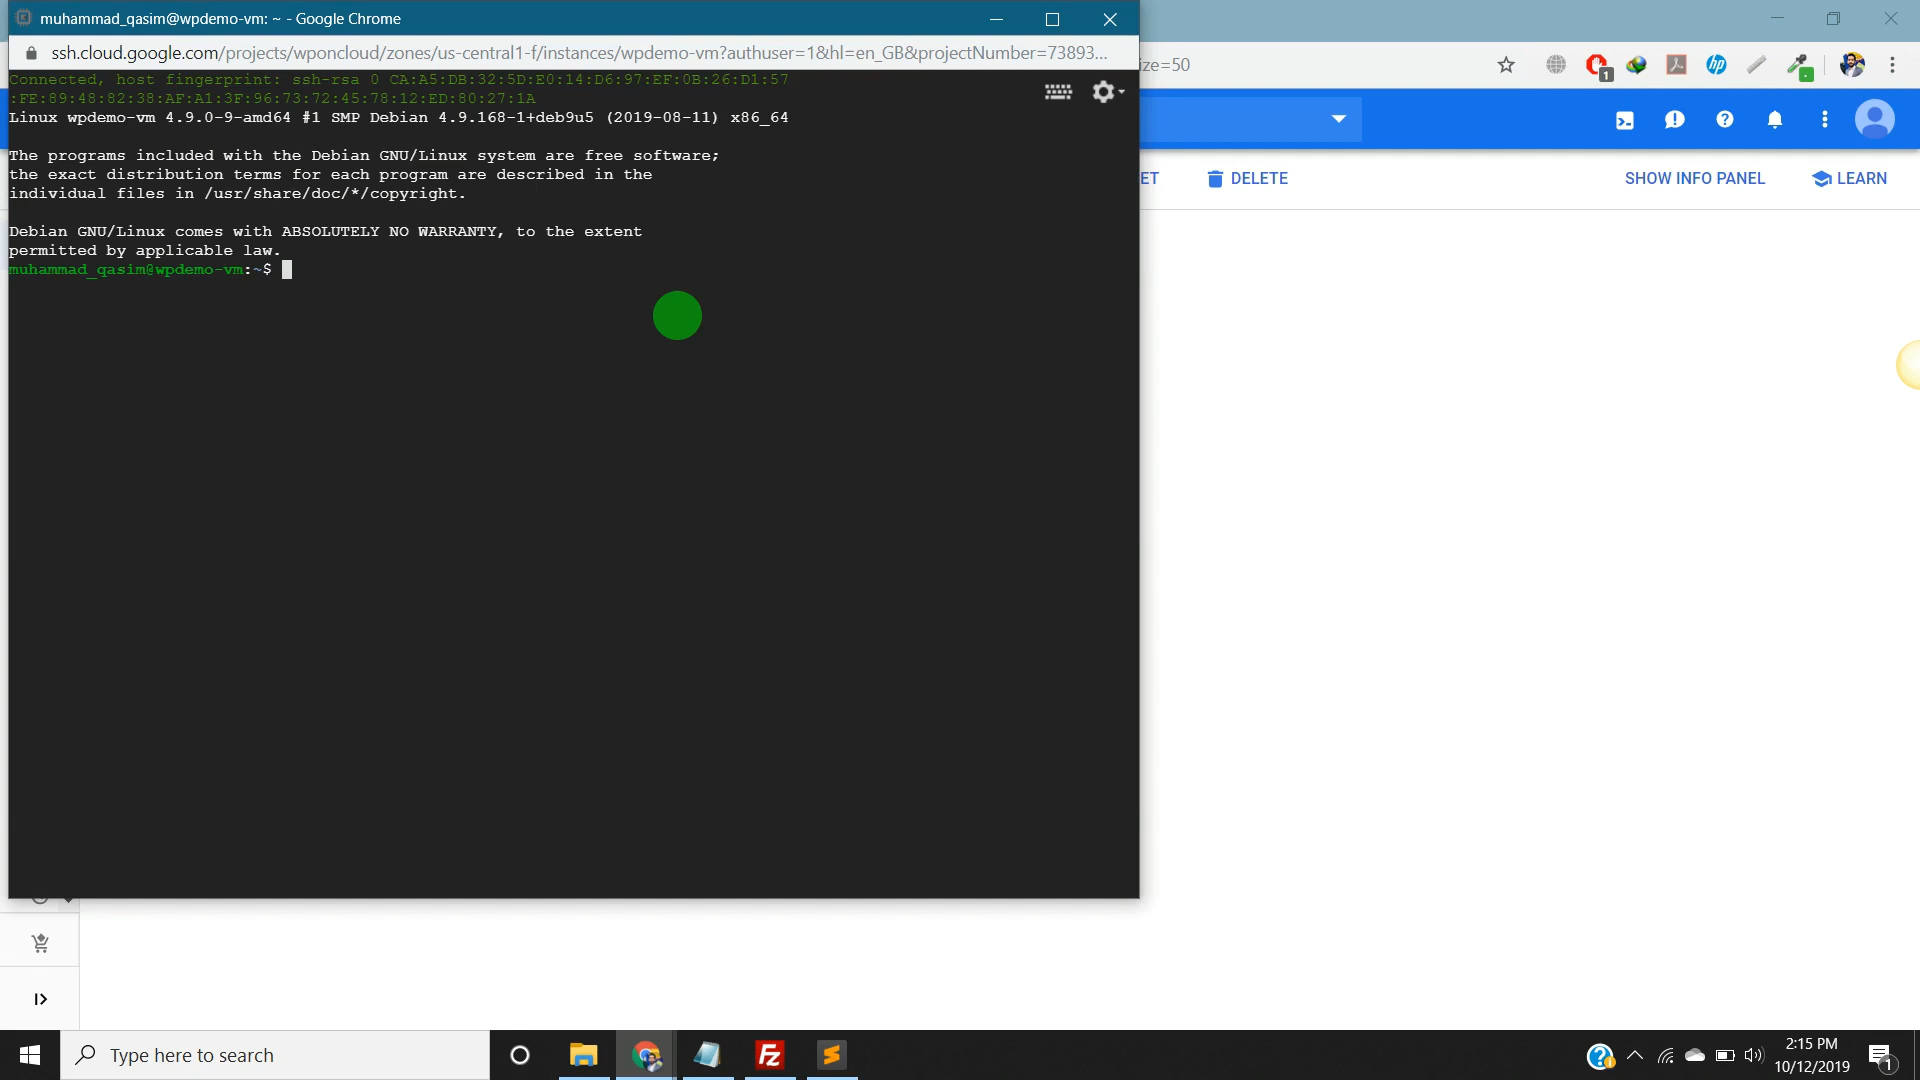 muhammad_qasim@wpdemo-vm: ~ - Google Chrome
ssh.cloud.google.com/projects/wponcloud/zones/us-central1-f/instances/wpdemo-vm?authuser=1&hl=en_GB&projectNumber=73893...
ize=50
1
Connected, host fingerprint: ssh-rsa 0 CA:A5:DB:32:5D:E0:14:D6:97:EF:0B:26:D1:57
:FE:89:48:82:38:AF:A1:3F:96:73:72:45:78:12:ED:80:27:1A
Linux wpdemo-vm 4.9.0-9-amd64 #1 SMP Debian 4.9.168-1+deb9u5 (2019-08-11) x86_64
The programs included with the Debian GNU/Linux system are free software;
the exact distribution terms for each program are described in the
individual files in /usr/share/doc/*/copyright.
Debian GNU/Linux comes with ABSOLUTELY NO WARRANTY, to the extent
permitted by applicable law.
muhammad_qasim@wpdemo-vm:~$
ET
DELETE
SHOW INFO PANEL
LEARN
Type here to search
2:15 PM
10/12/2019
1